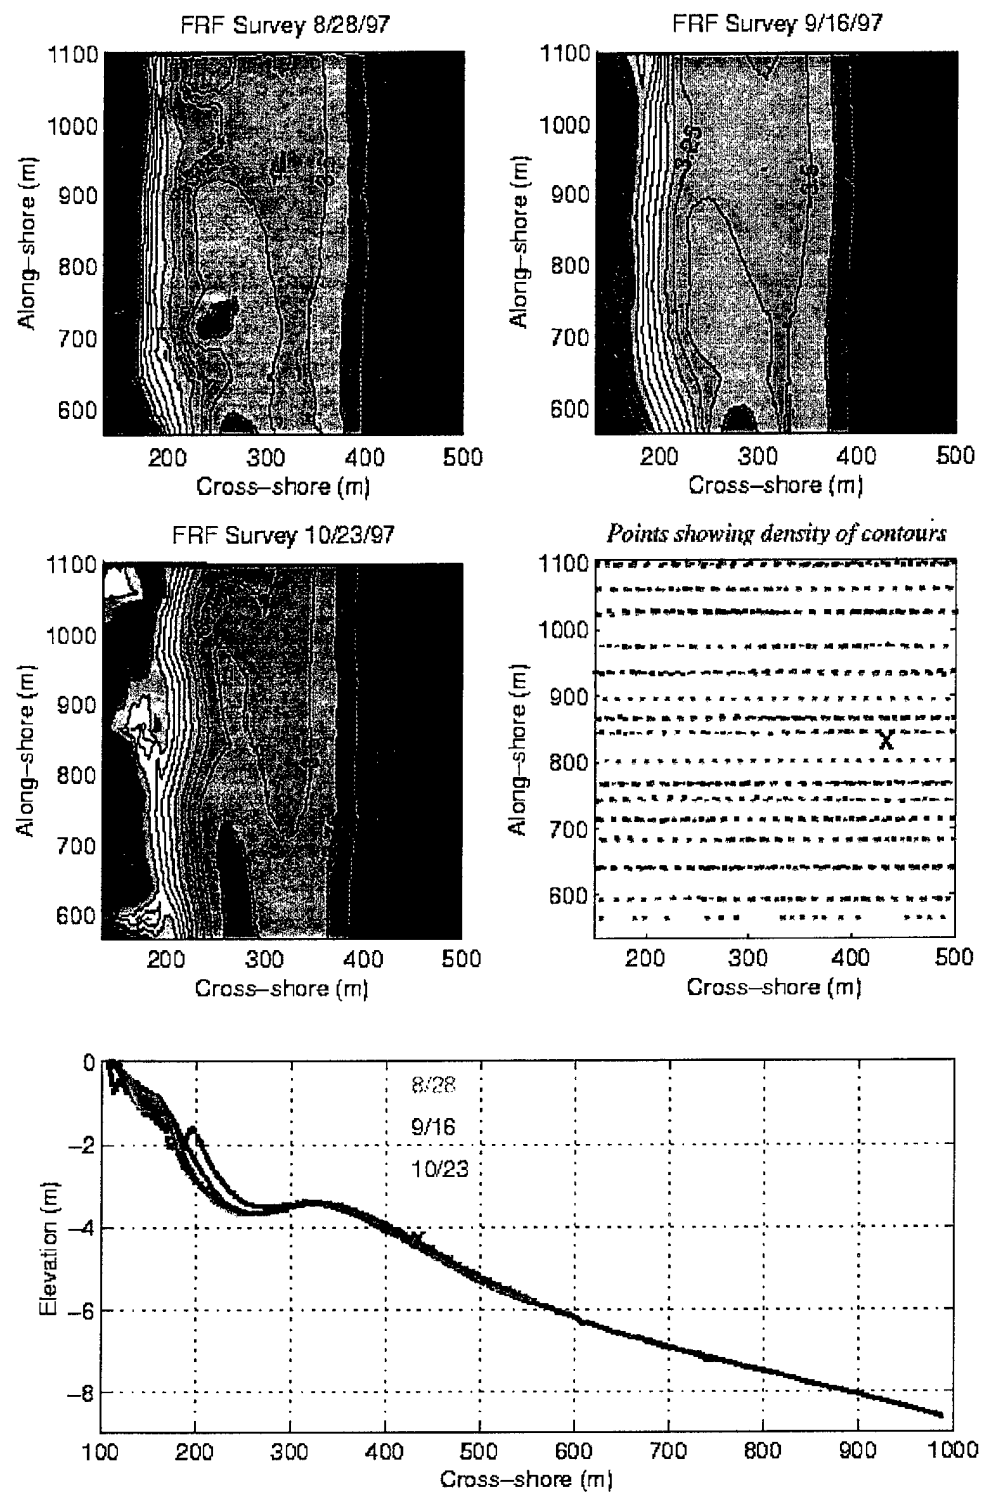 FRF Survey 8/28/97
1100
1000
900
800
700
600
Along-shore (m)
200 300 400 500
Cross-shore (m)
FRF Survey 9/16/97
1100
1000
900
800
700
600
Along-shore (m)
200 300 400 500
Cross-shore (m)
FRF Survey 10/23/97
1100
1000
900
800
700
600
Along-shore (m)
200 300 400 500
Cross-shore (m)
Points showing density of contours
1100
1000
900
800
700
600
Along-shore (m)
X
200 300 400 500
Cross-shore (m)
0
-2
-4
-6
-8
Elevation (m)
8/28
9/16
10/23
X
100 200 300 400 500 600 700 800 900 1000
Cross-shore (m)